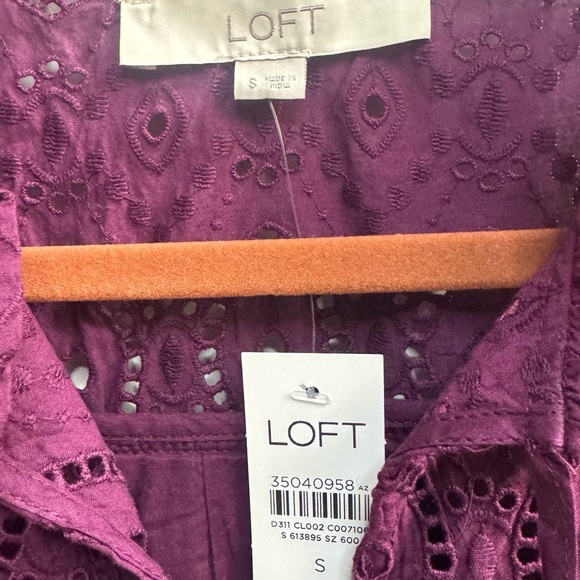 LOFT
S MADE IN
INDIA
LOFT
35040958 AZ
D311 CL002 C007106
S 613895 SZ 600
S